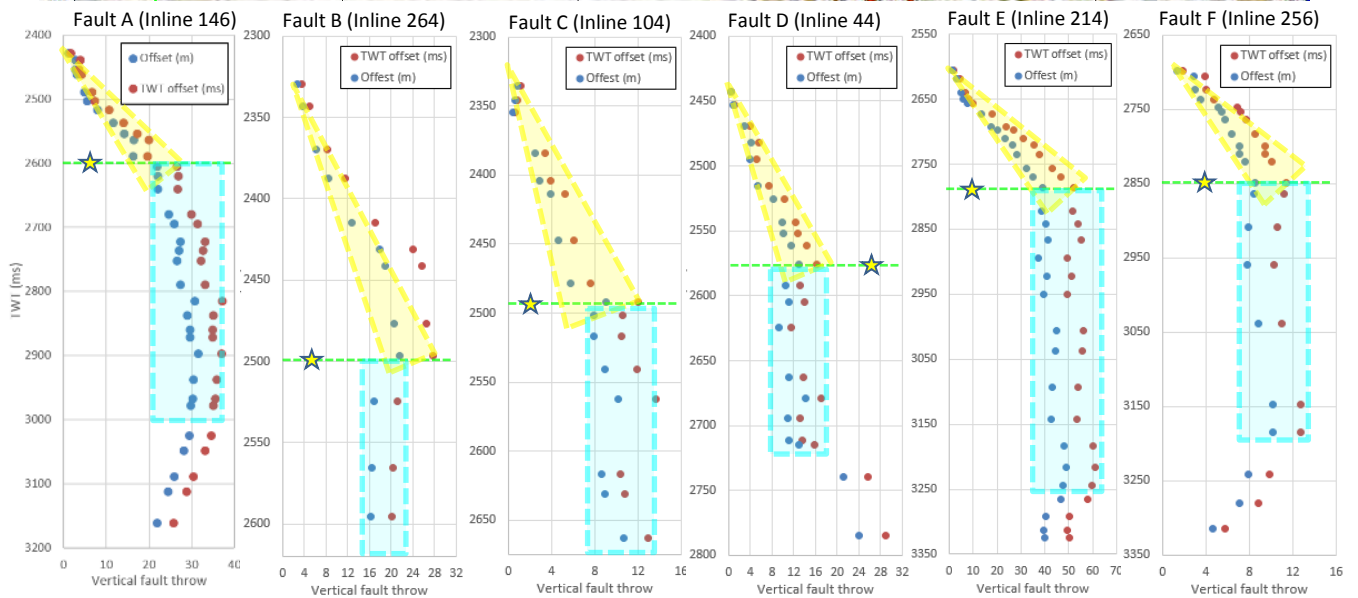 Fault A (Inline 146)
2400
2500
2600
2700
2800
2900
3000
3100
3200
TWT (ms)
Offset (m)
TWT offset (ms)
0 10 20 30 40
Vertical fault throw
Fault B (Inline 264)
2300
2350
2400
2450
2500
2550
2600
TWT offset (ms)
Offest (m)
0 4 8 12 16 20 24 28 32
Vertical fault throw
Fault C (Inline 104)
2300
2350
2400
2450
2500
2550
2600
2650
TWT offset (ms)
Offest (m)
0 4 8 12 16
Vertical fault throw
Fault D (Inline 44)
2400
2450
2500
2550
2600
2650
2700
2750
2800
TWT offset (ms)
Offest (m)
0 4 8 12 16 20 24 28 32
Vertical fault throw
Fault E (Inline 214)
2550
2650
2750
2850
2950
3050
3150
3250
3350
TWT offset (ms)
Offest (m)
0 10 20 30 40 50 60 70
Vertical fault throw
Fault F (Inline 256)
2650
2750
2850
2950
3050
3150
3250
3350
TWT offset (ms)
Offest (m)
0 4 8 12 16
Vertical fault throw